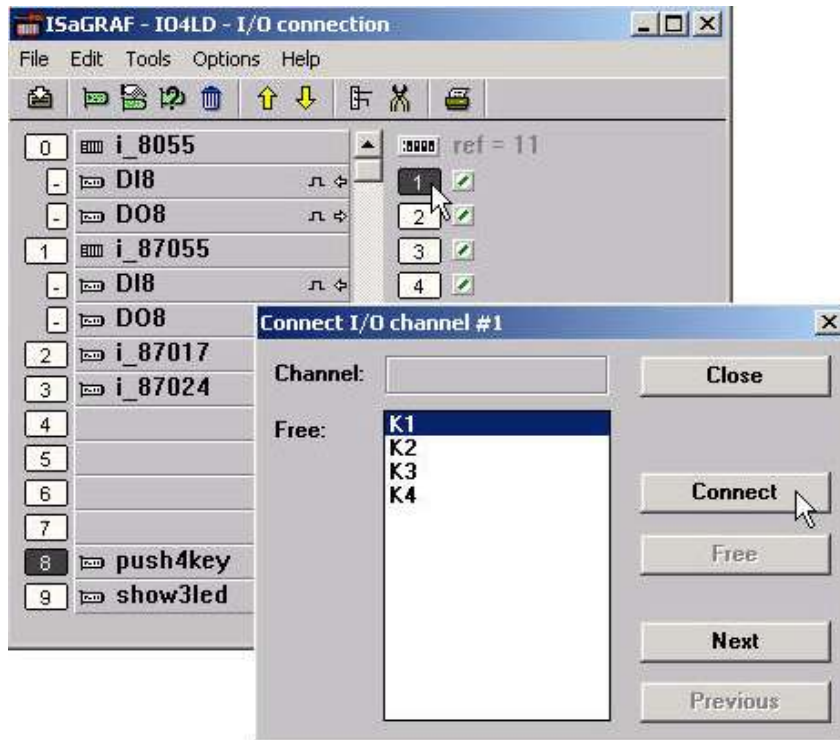 ISaGRAF - IO4LD - I/O connection
File Edit Tools Options Help
0 i_8055
- DI8
- DO8
1 i_87055
- DI8
- DO8
2 i_87017
3 i_87024
4
5
6
7
8 push4key
9 show3led
ref = 11
1
2
3
4
Connect I/O channel #1
Channel:
Close
Free:
K1
K2
K3
K4
Connect
Free
Next
Previous